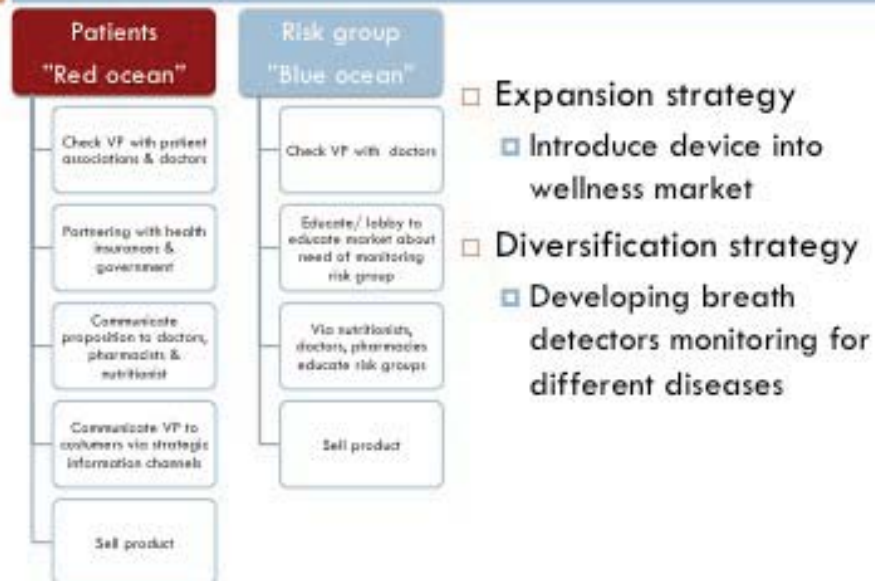 Patients
"Red ocean"
Check VP with patient
associations & doctors
Partnering with health
insurances &
government
Communicate
proposition to doctors,
pharmacists &
nutritionist
Communicate VP to
costumers via strategic
information channels
Sell product
Risk group
"Blue ocean"
Check VP with doctors
Educate/ lobby to
educate market about
need of monitoring
risk group
Via nutritionists,
doctors, pharmacies
educate risk groups
Sell product
Expansion strategy
Introduce device into
wellness market
Diversification strategy
Developing breath
detectors monitoring for
different diseases